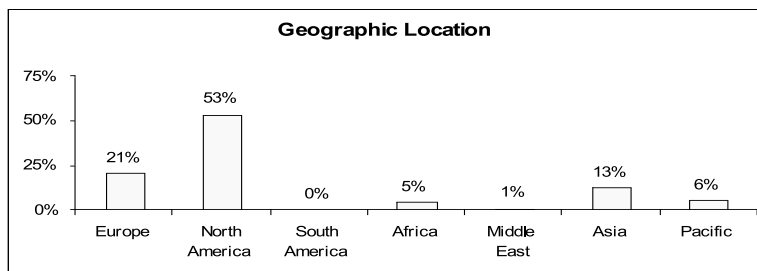 Geographic Location
75%
50%
25%
0%
21%
53%
0%
5%
1%
13%
6%
Europe
North
America
South
America
Africa
Middle
East
Asia
Pacific